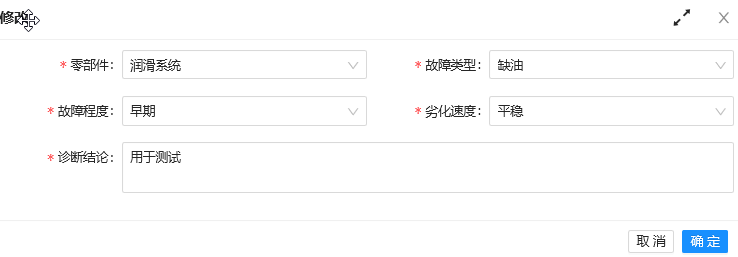 修改
* 零部件: 润滑系统 * 故障类型: 缺油
* 故障程度: 早期 * 劣化速度: 平稳
* 诊断结论: 用于测试
取 消 确 定